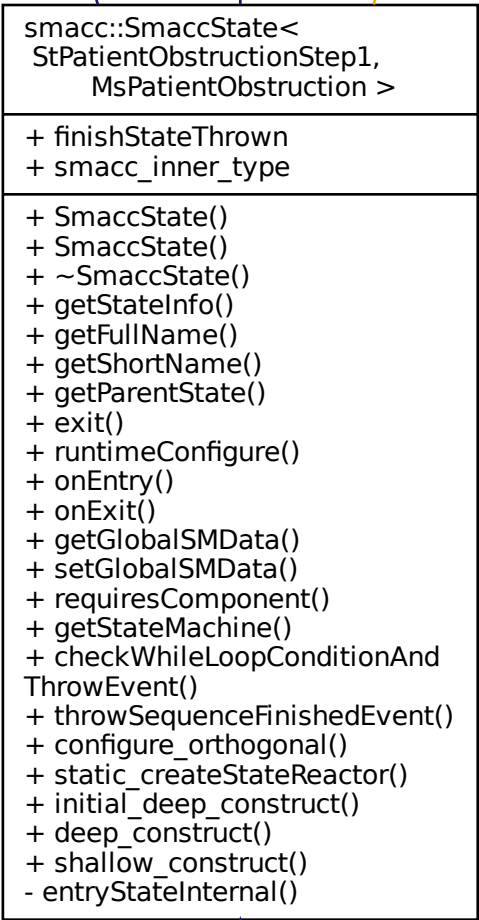 smacc::SmaccState<
StPatientObstructionStep1,
MsPatientObstruction >
+ finishStateThrown
+ smacc_inner_type
+ SmaccState()
+ SmaccState()
+ ~SmaccState()
+ getStateInfo()
+ getFullName()
+ getShortName()
+ getParentState()
+ exit()
+ runtimeConfigure()
+ onEntry()
+ onExit()
+ getGlobalSMData()
+ setGlobalSMData()
+ requiresComponent()
+ getStateMachine()
+ checkWhileLoopConditionAnd
ThrowEvent()
+ throwSequenceFinishedEvent()
+ configure_orthogonal()
+ static_createStateReactor()
+ initial_deep_construct()
+ deep_construct()
+ shallow_construct()
- entryStateInternal()